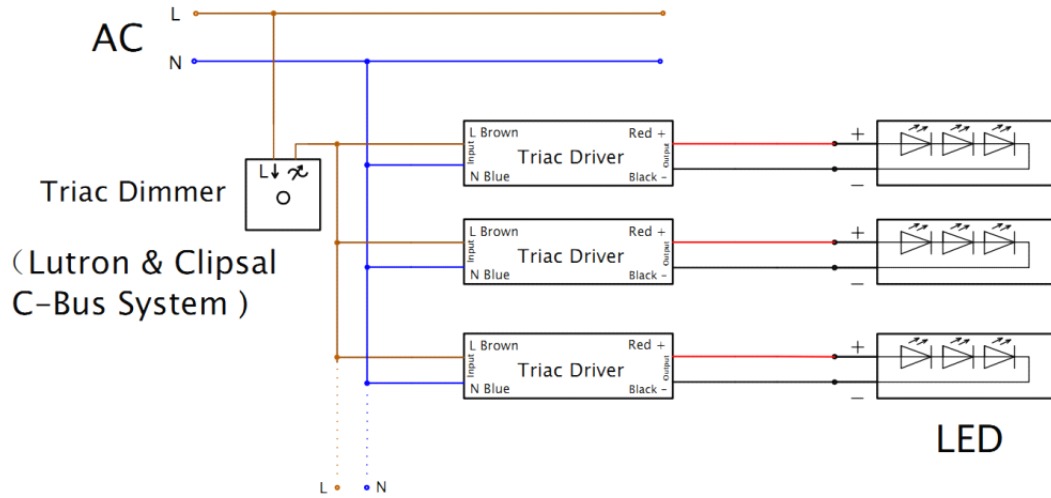 L
AC
N
L Brown
Red +
Input
Triac Driver
Output
N Blue
Black -
+
−
L
Triac Dimmer
（Lutron & Clipsal
C-Bus System )
L Brown
Red +
Input
Triac Driver
Output
N Blue
Black -
+
−
L Brown
Red +
Input
Triac Driver
Output
N Blue
Black -
+
−
LED
L
N